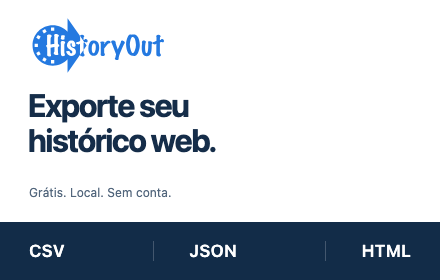 HistoryOut
Exporte seu
histórico web.
Grátis. Local. Sem conta.
CSV
JSON
HTML